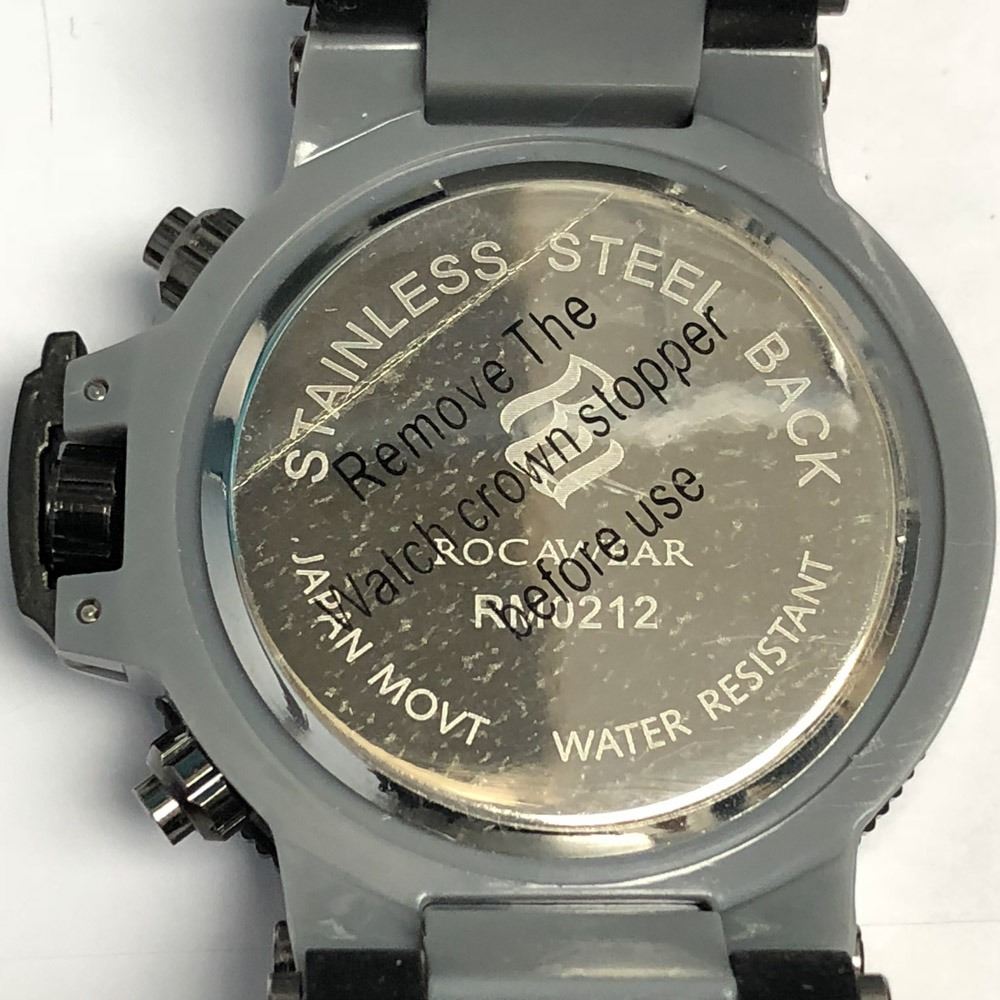 STAINLESS STEEL BACK
Remove The
Watch crown stopper
before use
ROCAWEAR
RM0212
JAPAN MOVT
WATER RESISTANT